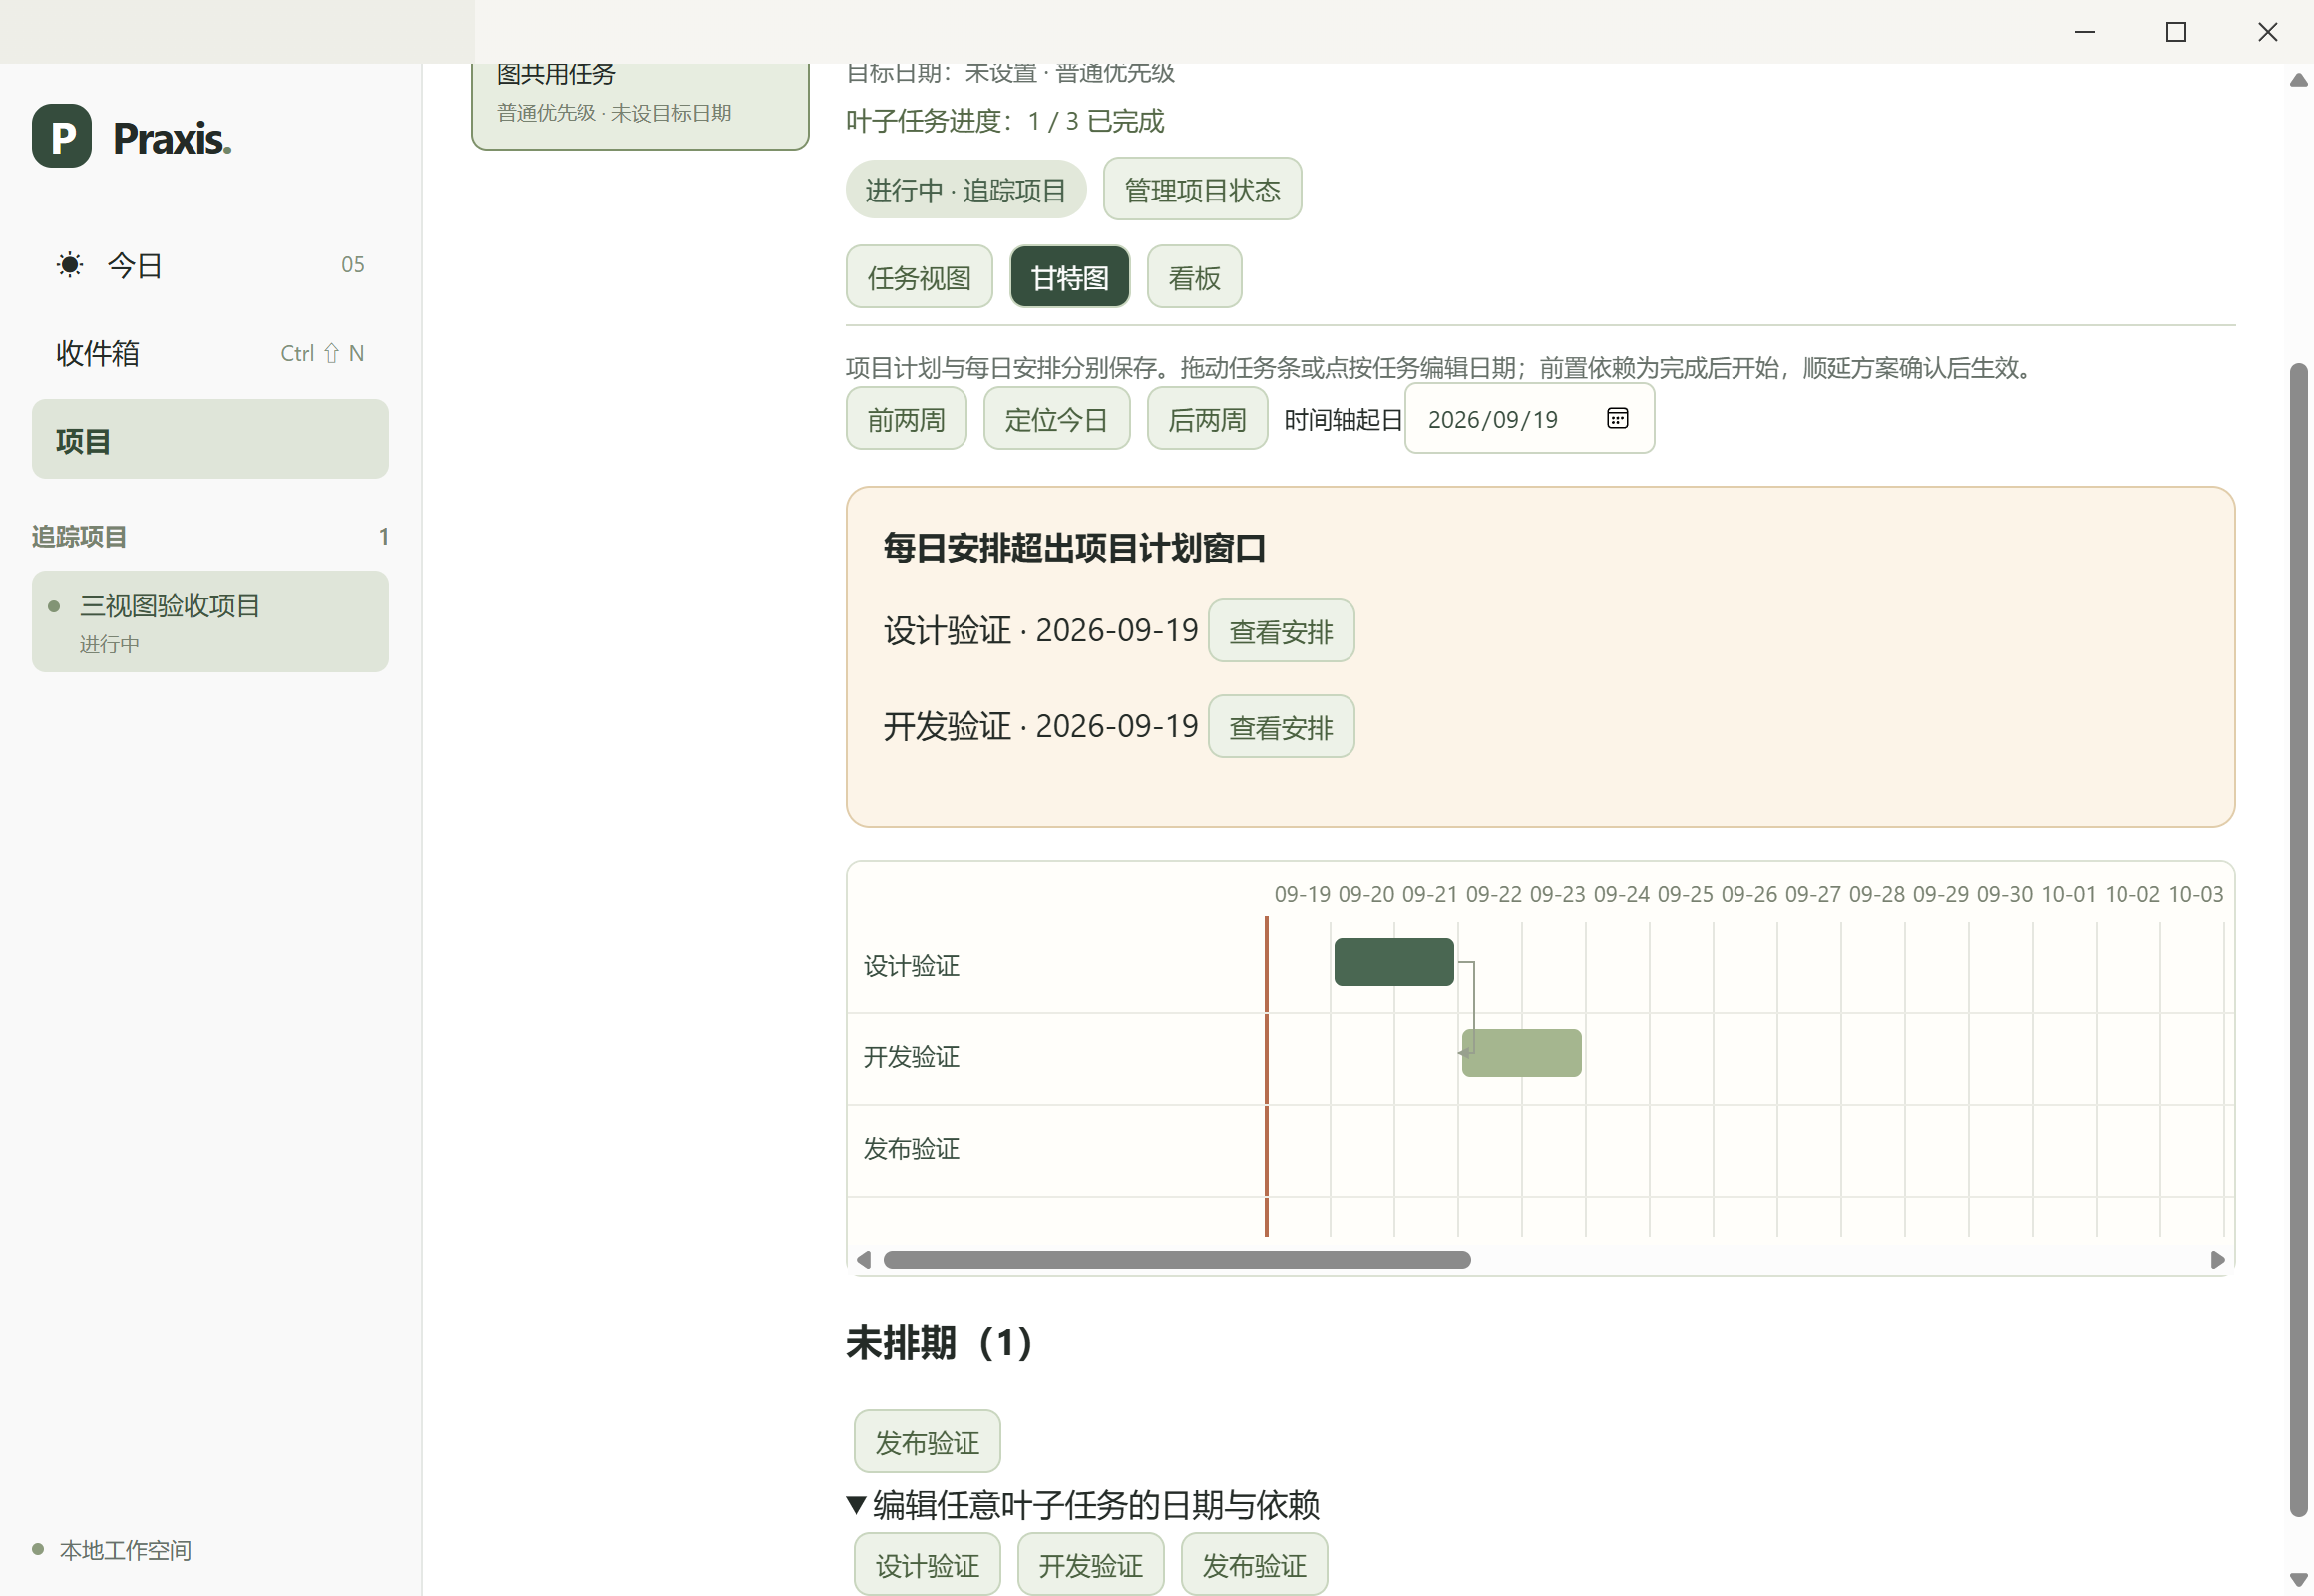 P Praxis.
今日 05
收件箱 Ctrl ⇧ N
项目
追踪项目 1
三视图验收项目
进行中
本地工作空间
图共用任务
普通优先级 · 未设目标日期
目标日期：未设置 · 普通优先级
叶子任务进度：1 / 3 已完成
进行中 · 追踪项目 管理项目状态
任务视图 甘特图 看板
项目计划与每日安排分别保存。拖动任务条或点按任务编辑日期；前置依赖为完成后开始，顺延方案确认后生效。
前两周 定位今日 后两周 时间轴起日 2026/09/19
每日安排超出项目计划窗口
设计验证 · 2026-09-19 查看安排
开发验证 · 2026-09-19 查看安排
09-19 09-20 09-21 09-22 09-23 09-24 09-25 09-26 09-27 09-28 09-29 09-30 10-01 10-02 10-03
设计验证
开发验证
发布验证
未排期（1）
发布验证
▼编辑任意叶子任务的日期与依赖
设计验证 开发验证 发布验证